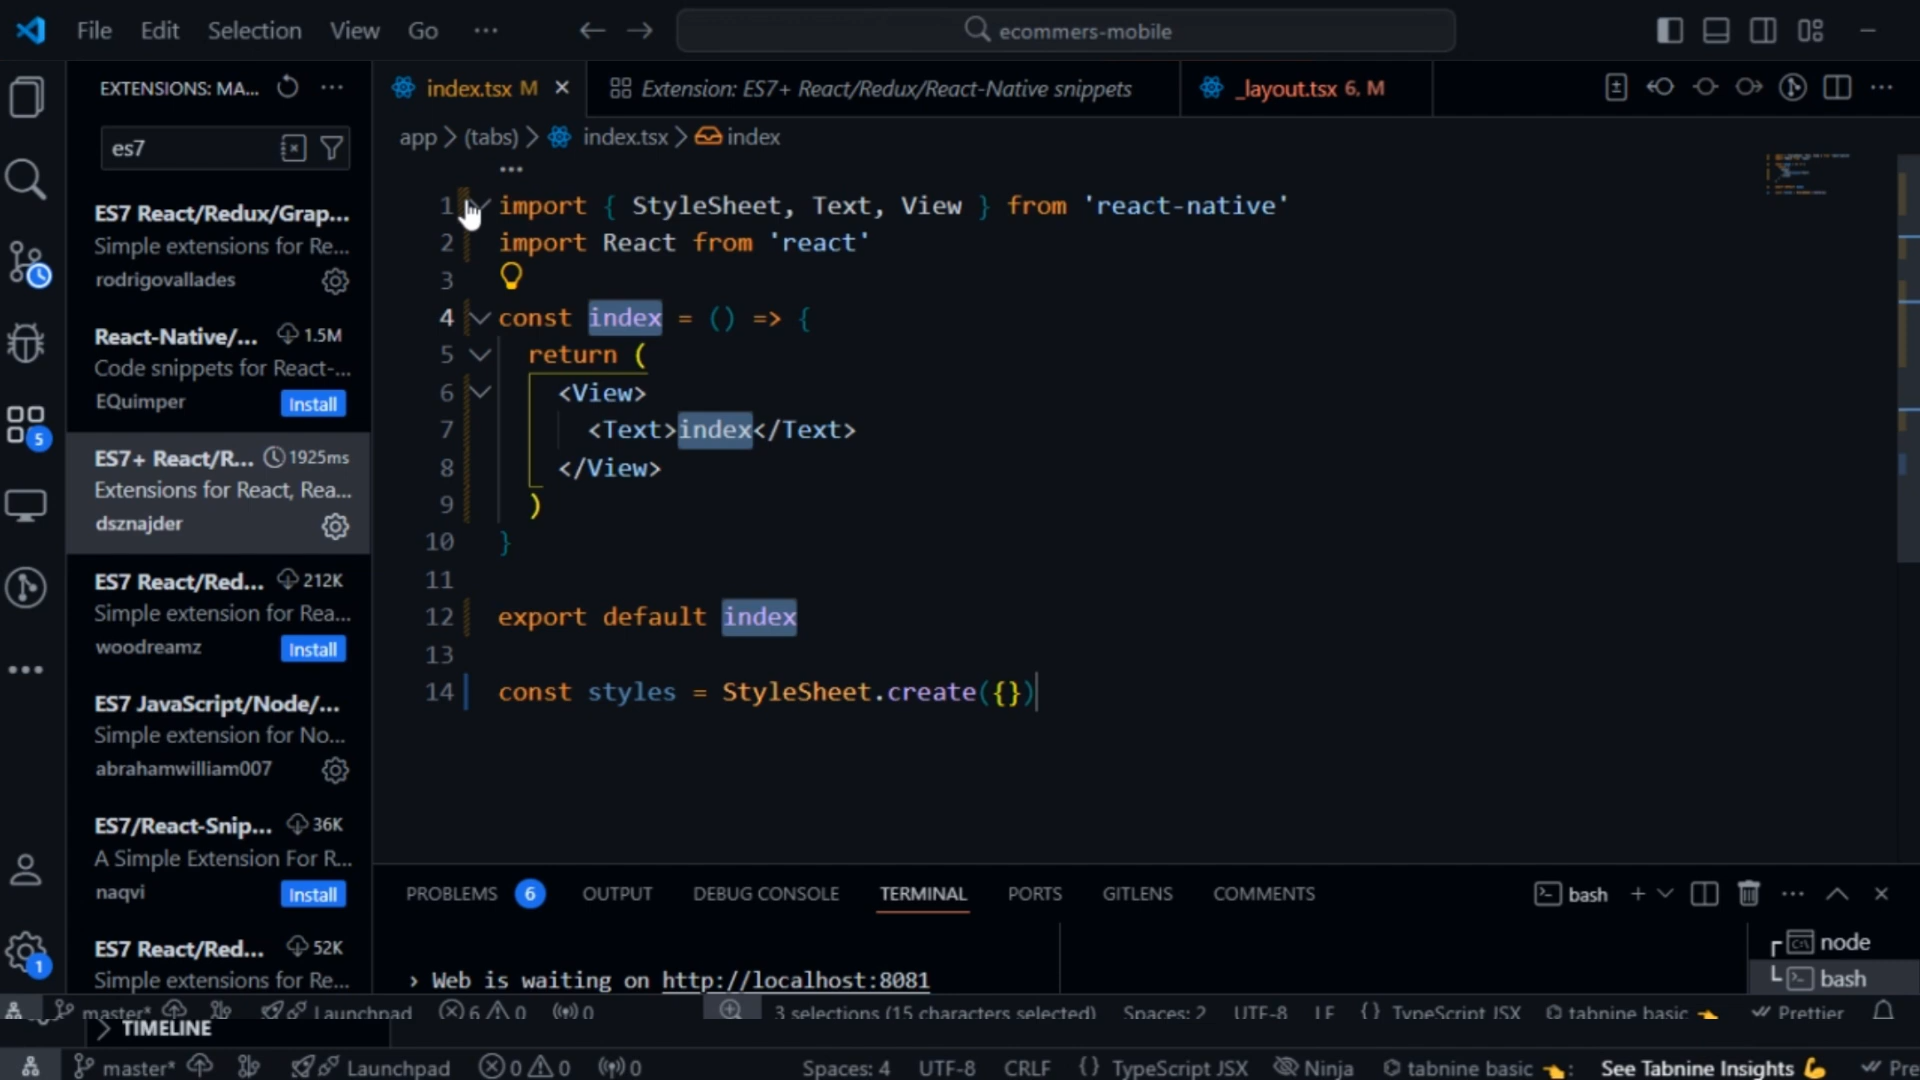 File Edit Selection View Go ··· ecommers-mobile
EXTENSIONS: MA...
es7
ES7 React/Redux/Grap...
Simple extensions for Re...
rodrigovallades
React-Native/... 1.5M
Code snippets for React-...
EQuimper Install
ES7+ React/R... 1925ms
Extensions for React, Rea...
dsznajder
ES7 React/Red... 212K
Simple extension for Rea...
woodreamz Install
ES7 JavaScript/Node/...
Simple extension for No...
abrahamwilliam007
ES7/React-Snip... 36K
A Simple Extension For R...
naqvi Install
ES7 React/Red... 52K
Simple extensions for Re...
5
1
index.tsx M Extension: ES7+ React/Redux/React-Native snippets _layout.tsx 6, M
app > (tabs) > index.tsx > index
1 import { StyleSheet, Text, View } from 'react-native'
2 import React from 'react'
3
4 const index = () => {
5 return (
6 <View>
7 <Text>index</Text>
8 </View>
9 )
10 }
11
12 export default index
13
14 const styles = StyleSheet.create({})
PROBLEMS 6 OUTPUT DEBUG CONSOLE TERMINAL PORTS GITLENS COMMENTS bash
› Web is waiting on http://localhost:8081
node
bash
master* Launchpad 6 0 0 3 selections (15 characters selected) Spaces: 2 UTF-8 LF {} TypeScript JSX tabnine basic Prettier
TIMELINE
master* Launchpad 0 0 0 Spaces: 4 UTF-8 CRLF {} TypeScript JSX Ninja tabnine basic : See Tabnine Insights Pre